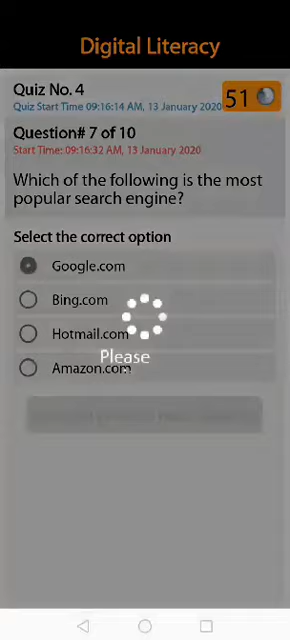 Digital Literacy
Quiz No. 4
Quiz Start Time 09:16:14 AM, 13 January 2020
51
Question# 7 of 10
Start Time: 09:16:32 AM, 13 January 2020
Which of the following is the most
popular search engine?
Select the correct option
Google.com
Bing.com
Hotmail.com
Please
Amazon.com